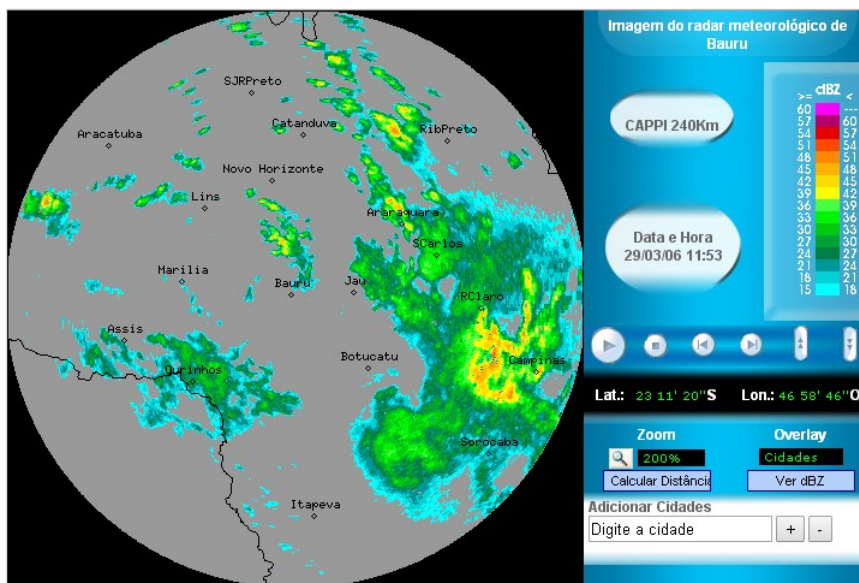 SJRPreto
Catanduva
Aracatuba
RibPreto
Novo Horizonte
Lins
Araraquara
SCarlos
Marilia
Bauru
Jau
RClaro
Assis
Botucatu
Campinas
Ourinhos
Sorocaba
Itapeva
Imagem do radar meteorológico de
Bauru
CAPPI 240Km
Data e Hora
29/03/06 11:53
>= dBZ <
60 ---
57 60
54 57
51 54
48 51
45 48
42 45
39 42
36 39
33 36
30 33
27 30
24 27
21 24
18 21
15 18
Lat.: 23 11' 20"S Lon.: 46 58' 46"O
Zoom Overlay
200% Cidades
Calcular Distância Ver dBZ
Adicionar Cidades
Digite a cidade + -